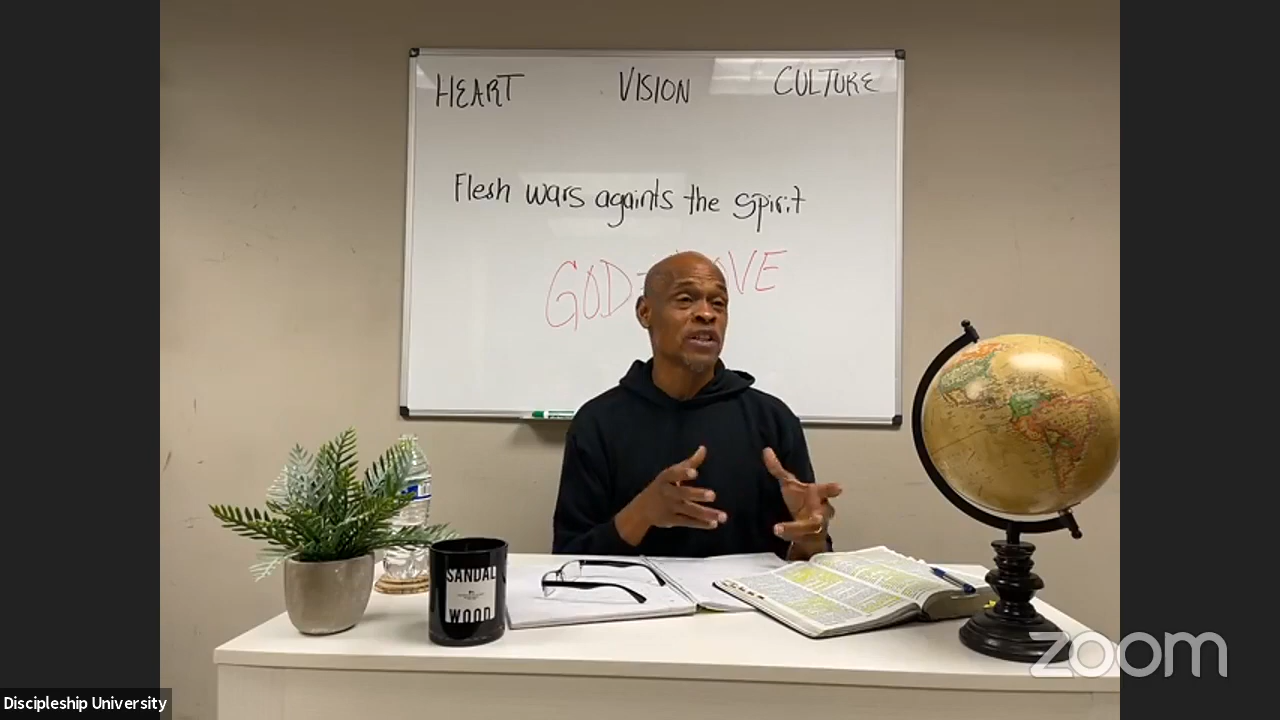 HEART VISION CULTURE
Flesh wars againts the spirit
GOD
SANDAL
WOOD
zoom
Discipleship University